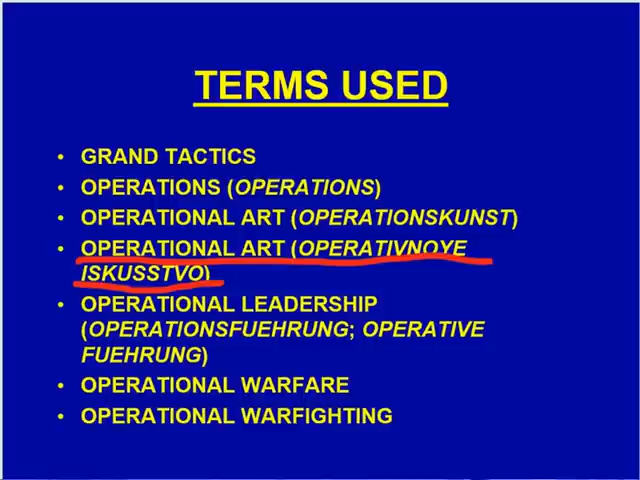 TERMS USED
• GRAND TACTICS
• OPERATIONS (OPERATIONS)
• OPERATIONAL ART (OPERATIONSKUNST)
• OPERATIONAL ART (OPERATIVNOYE
ISKUSSTVO)
• OPERATIONAL LEADERSHIP
(OPERATIONSFUEHRUNG; OPERATIVE
FUEHRUNG)
• OPERATIONAL WARFARE
• OPERATIONAL WARFIGHTING